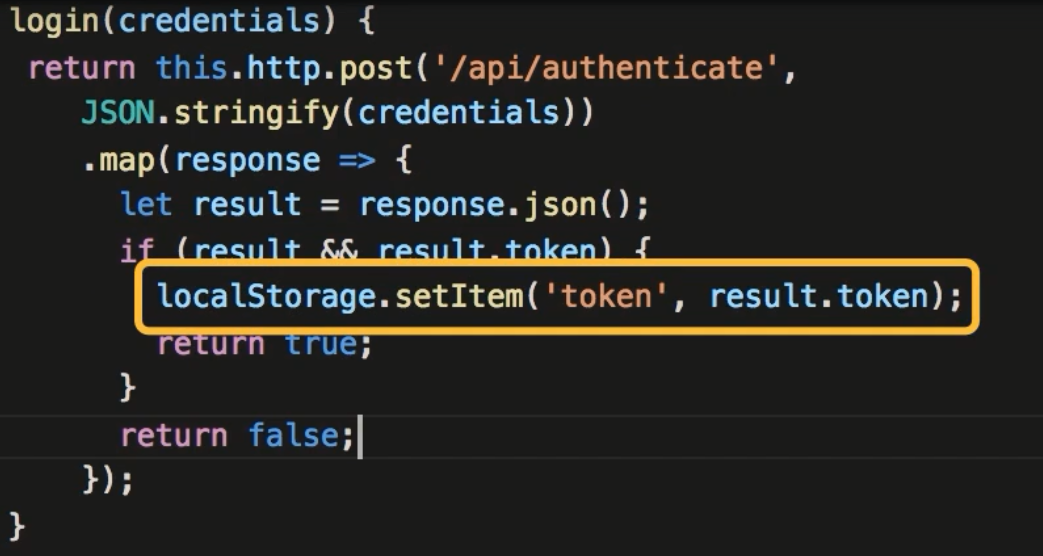 login(credentials) {
return this.http.post('/api/authenticate',
JSON.stringify(credentials))
.map(response => {
let result = response.json();
if (result && result.token) {
localStorage.setItem('token', result.token);
return true;
}
return false;
});
}